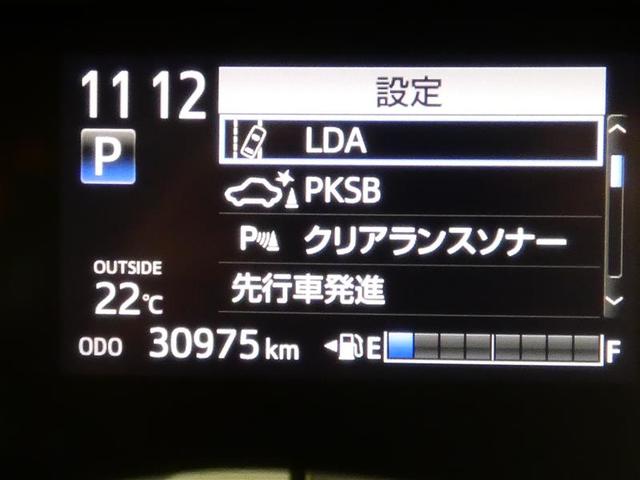 11 12
設定
P
LDA
PKSB
P クリアランスソナー
先行車発進
OUTSIDE
22℃
ODO 30975 km
E F